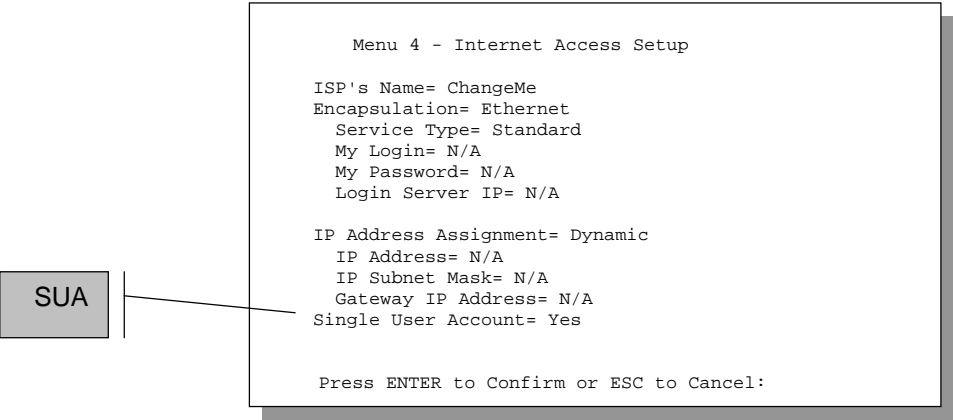 Menu 4 - Internet Access Setup
ISP's Name= ChangeMe
Encapsulation= Ethernet
Service Type= Standard
My Login= N/A
My Password= N/A
Login Server IP= N/A
IP Address Assignment= Dynamic
IP Address= N/A
IP Subnet Mask= N/A
Gateway IP Address= N/A
SUA
Single User Account= Yes
Press ENTER to Confirm or ESC to Cancel: